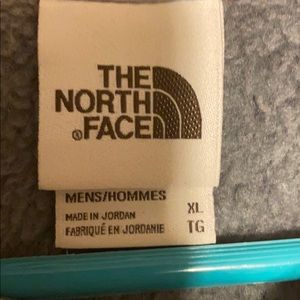 THE
NORTH
®FACE
MENS/HOMMES XL
MADE IN JORDAN
FABRIQUÉ EN JORDANIE TG